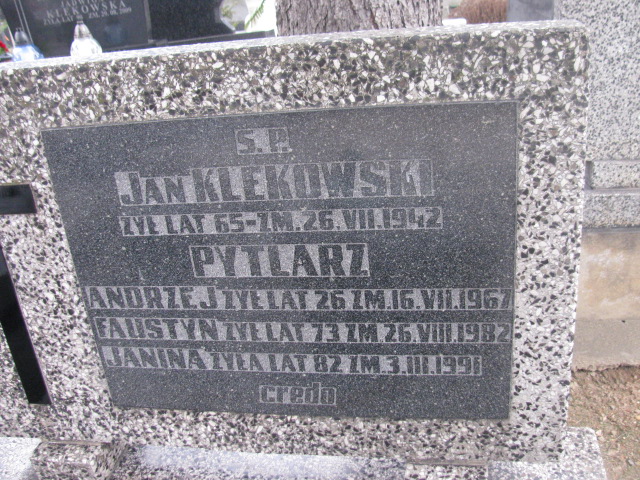 Ś.P.
JAN KLEKOWSKI
ŻYŁ LAT 65-ZM. 26. VII. 1942
PYTLARZ
ANDRZEJ ŻYŁ LAT 26 ZM. 16. VII. 1967
FAUSTYN ŻYŁ LAT 73 ZM 26. VIII. 1982
JANINA ŻYŁA LAT 82 ZM. 3. III. 1991
credo